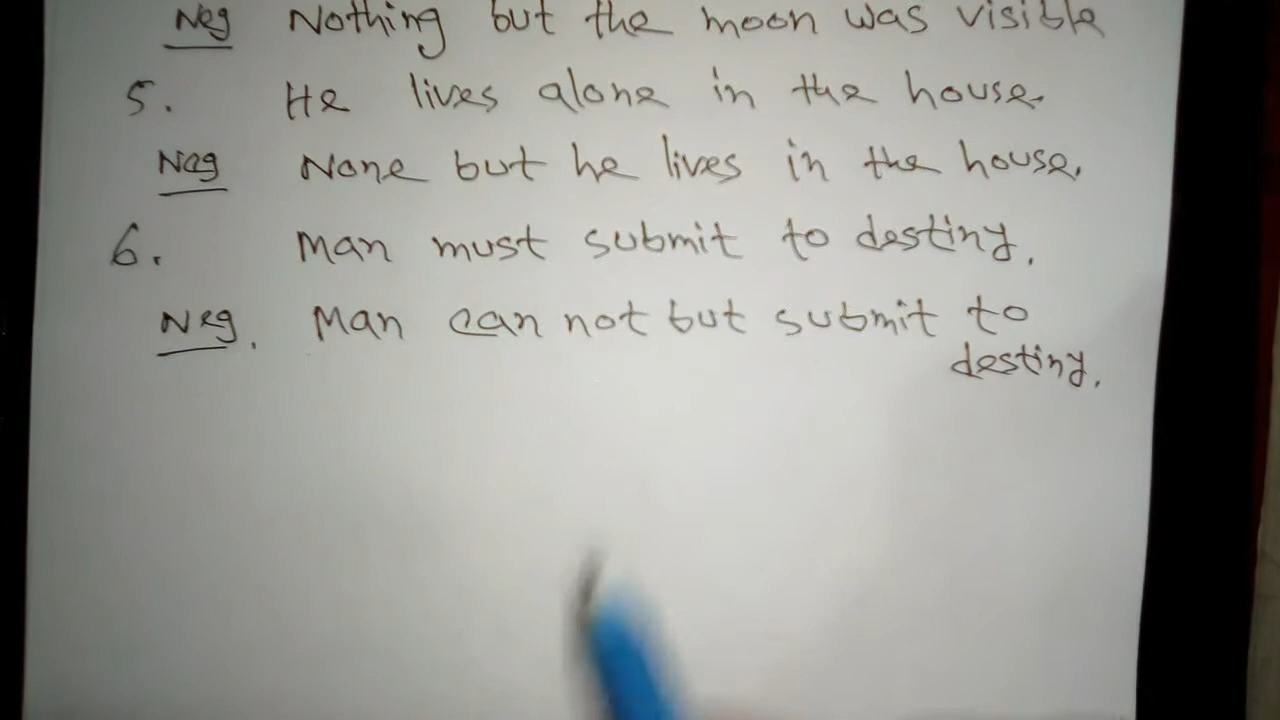 Neg Nothing but the moon was visible
5. He lives alone in the house.
Neg None but he lives in the house.
6. Man must submit to destiny.
Neg. Man can not but submit to
destiny.